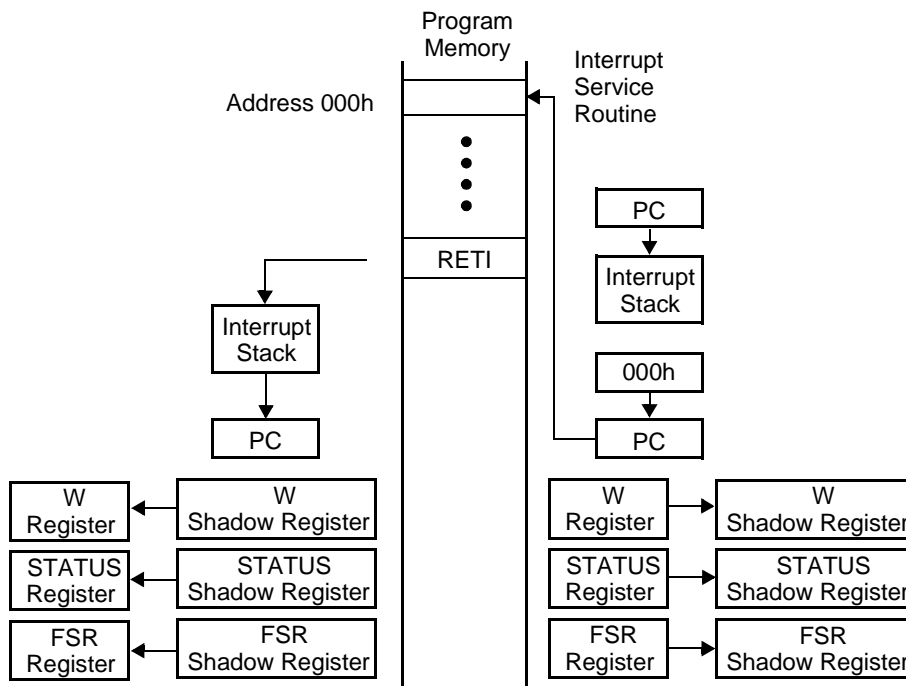 Program
Memory
Interrupt
Service
Routine
Address 000h
PC
RETI
Interrupt
Stack
Interrupt
Stack
000h
PC
PC
W
Register
W
Shadow Register
W
Register
W
Shadow Register
STATUS
Register
STATUS
Shadow Register
STATUS
Register
STATUS
Shadow Register
FSR
Register
FSR
Shadow Register
FSR
Register
FSR
Shadow Register